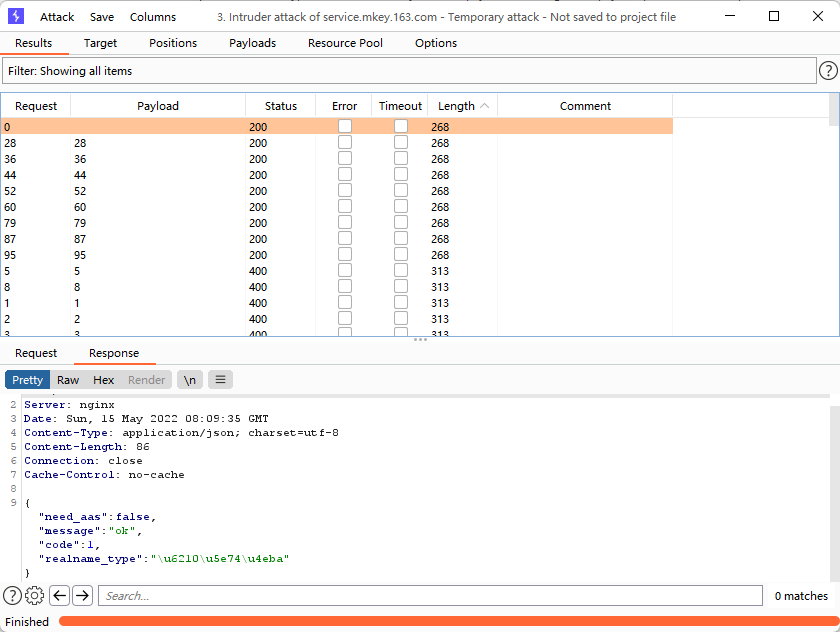 Attack Save Columns 3. Intruder attack of service.mkey.163.com - Temporary attack - Not saved to project file
Results Target Positions Payloads Resource Pool Options
Filter: Showing all items
Request Payload Status Error Timeout Length Comment
0 200 268
28 28 200 268
36 36 200 268
44 44 200 268
52 52 200 268
60 60 200 268
79 79 200 268
87 87 200 268
95 95 200 268
5 5 400 313
8 8 400 313
1 1 400 313
2 2 400 313
3 3 400 313
Request Response
Pretty Raw Hex Render \n
2 Server: nginx
3 Date: Sun, 15 May 2022 08:09:35 GMT
4 Content-Type: application/json; charset=utf-8
5 Content-Length: 86
6 Connection: close
7 Cache-Control: no-cache
8
9 {
"need_aas":false,
"message":"ok",
"code":1,
"realname_type":"\u6210\u5e74\u4eba"
}
Search... 0 matches
Finished